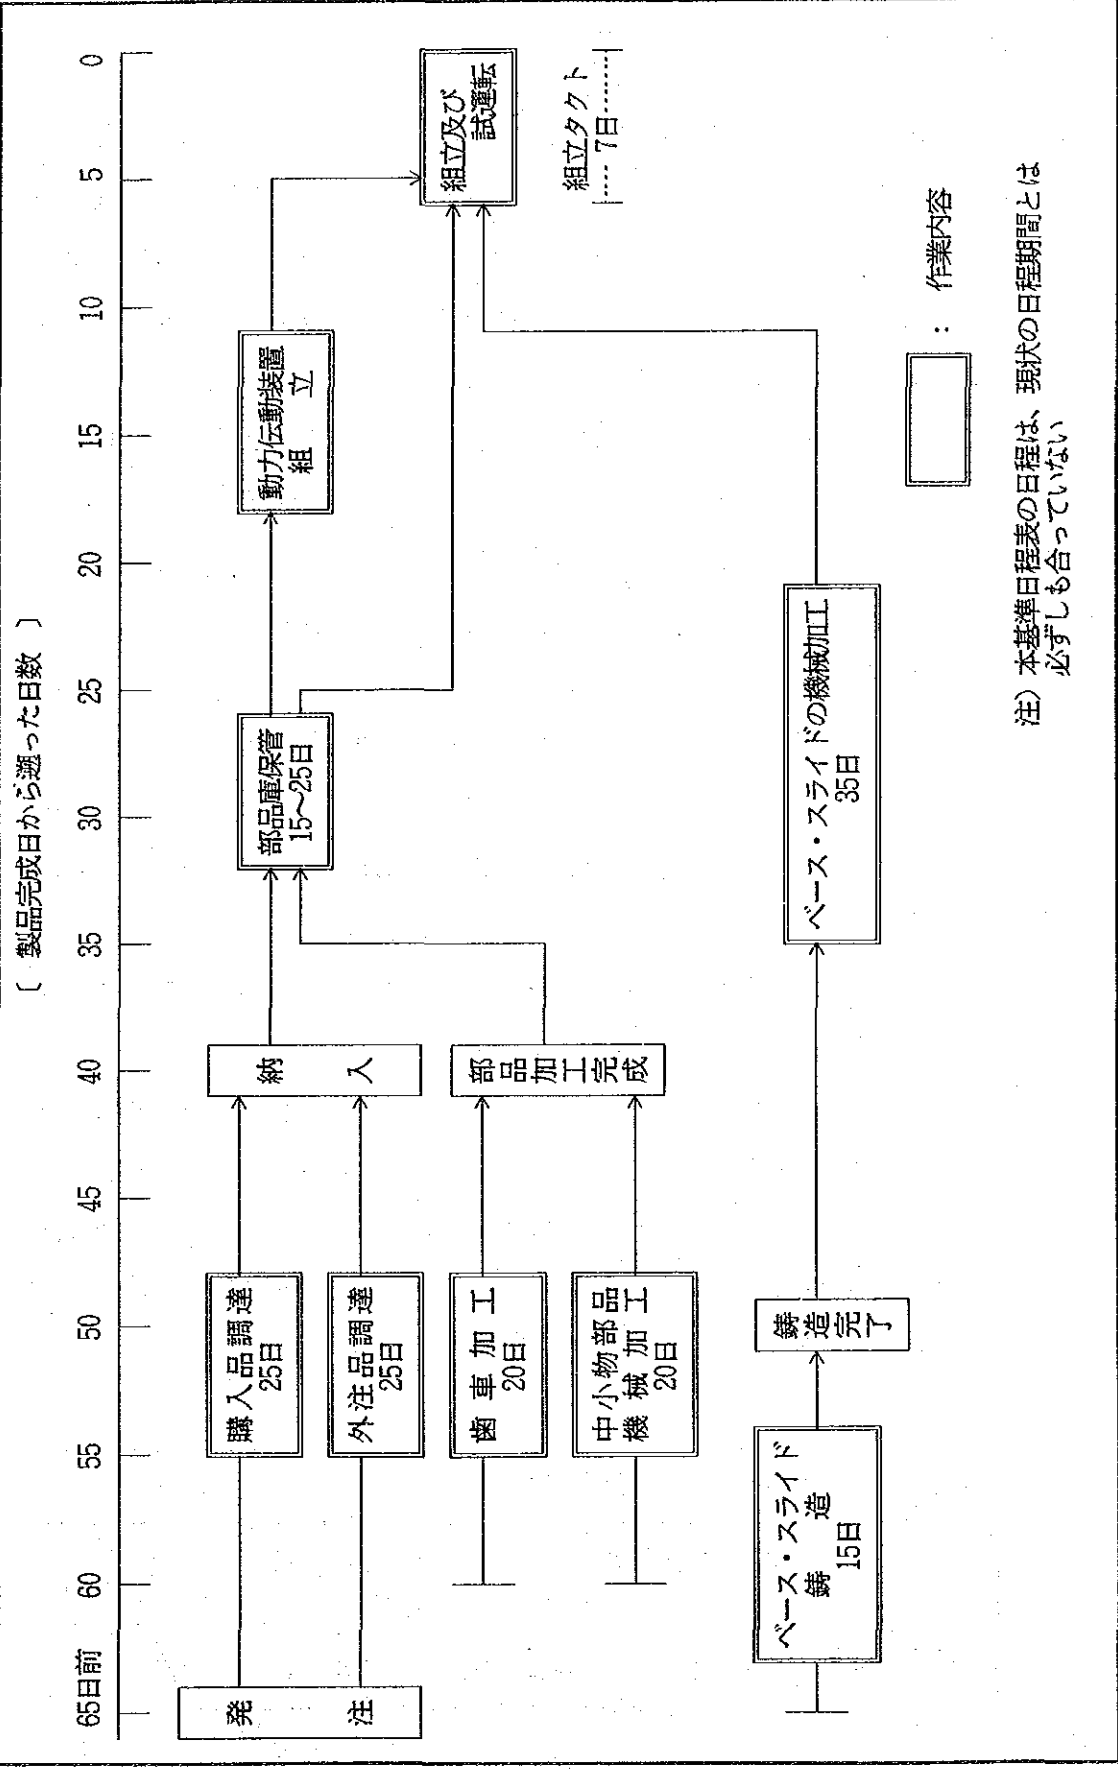 〔 製品完成日から遡った日数 〕
65日前 60 55 50 45 40 35 30 25 20 15 10 5 0
発 注
購入品調達
25日
外注品調達
25日
納 入
歯車加工
20日
中小物部品
機械加工
20日
部品加工完成
部品庫保管
15〜25日
動力伝動装置
組 立
組立及び
試運転
組立タクト
7日
ベース・スライド
鋳 造
15日
鋳造完了
ベース・スライドの機械加工
35日
： 作業内容
注）本基準日程表の日程は、現状の日程期間とは
必ずしも合っていない